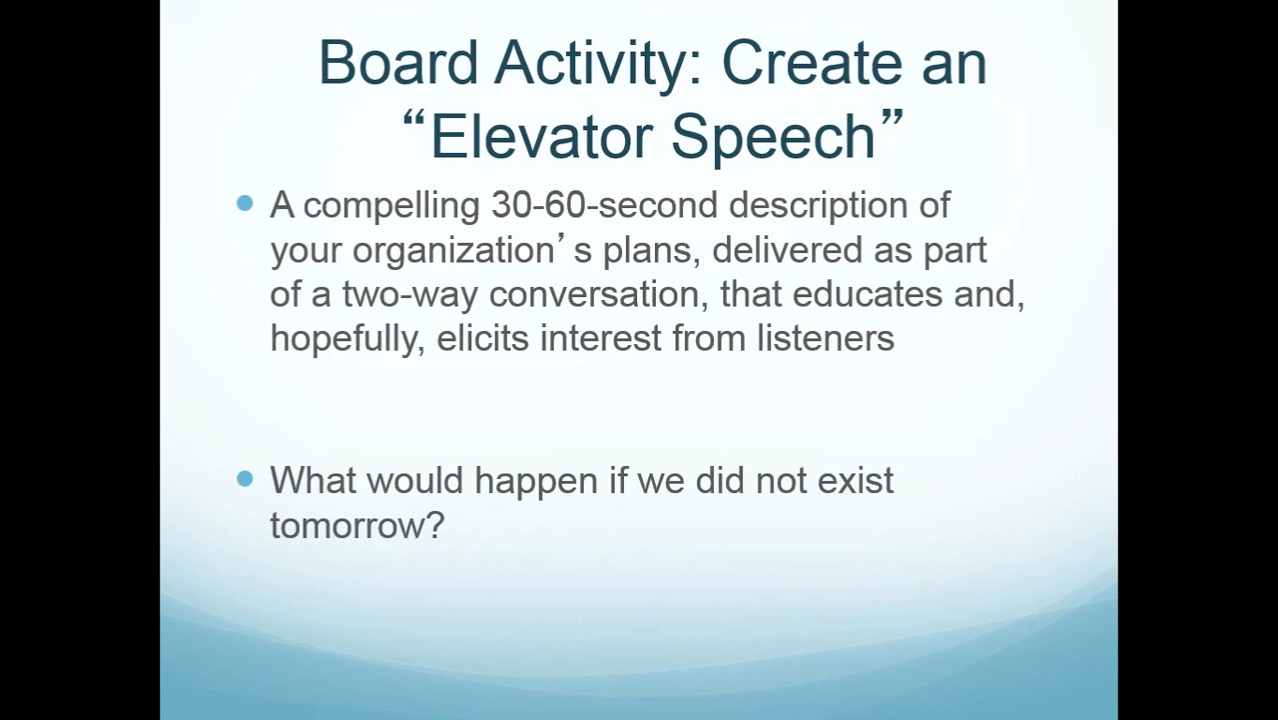 Board Activity: Create an
“Elevator Speech”
• A compelling 30-60-second description of
your organization’s plans, delivered as part
of a two-way conversation, that educates and,
hopefully, elicits interest from listeners
• What would happen if we did not exist
tomorrow?